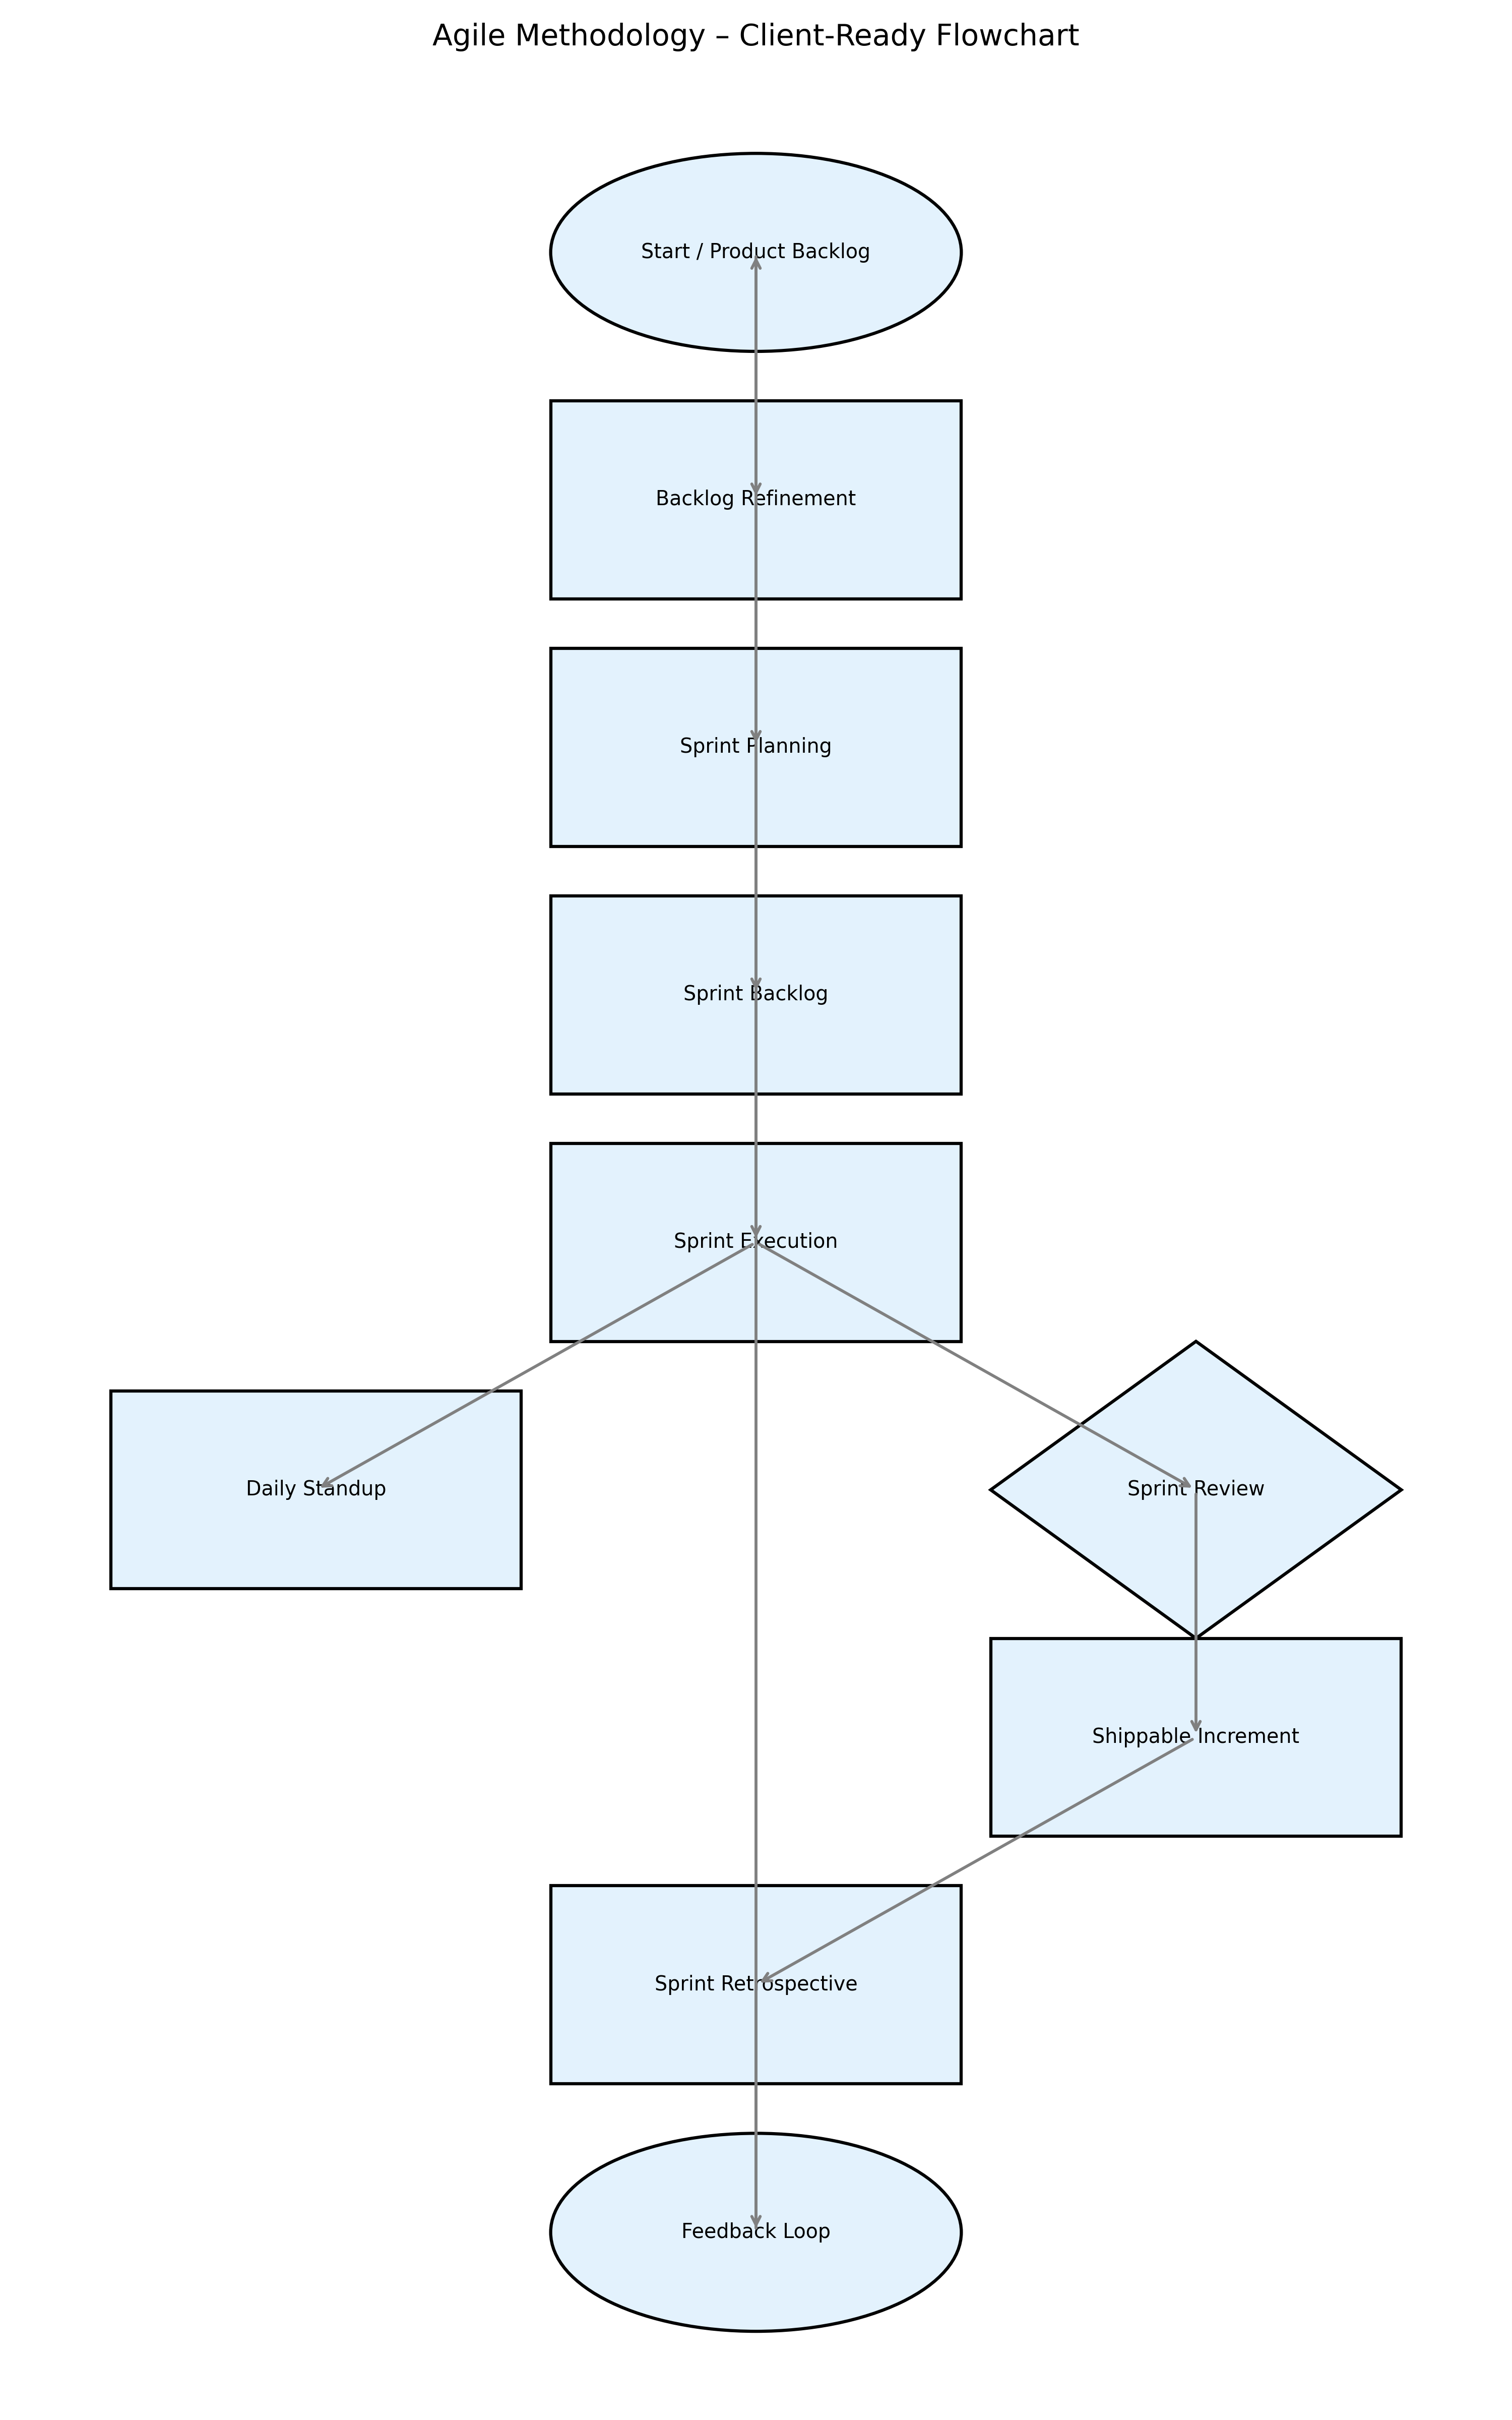 Agile Methodology – Client-Ready Flowchart
Start / Product Backlog
Backlog Refinement
Sprint Planning
Sprint Backlog
Sprint Execution
Daily Standup
Sprint Review
Shippable Increment
Sprint Retrospective
Feedback Loop